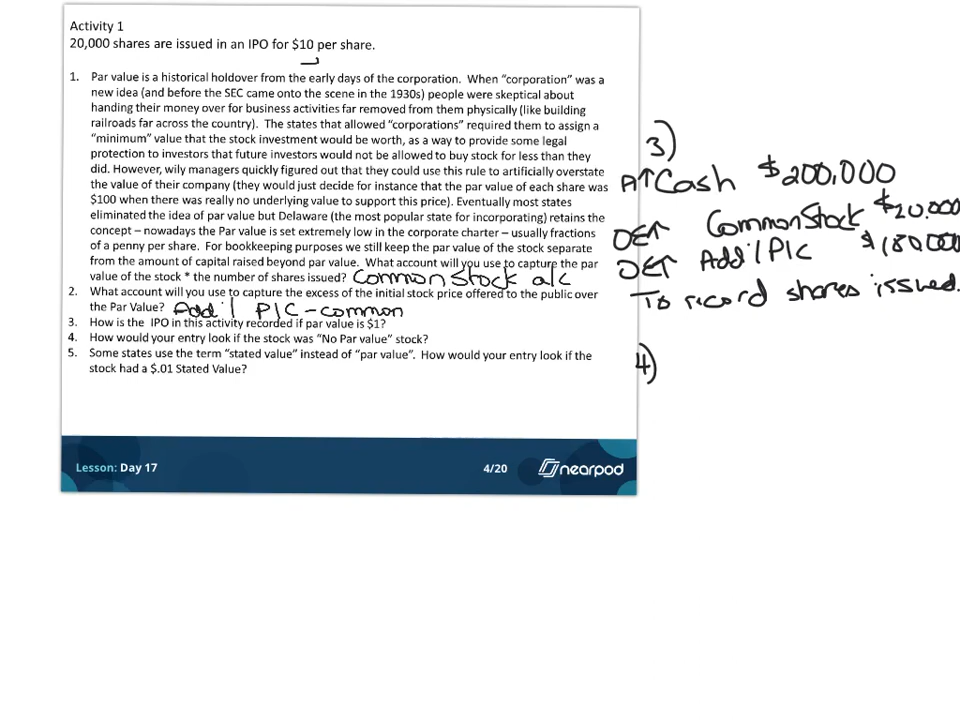 Activity 1
20,000 shares are issued in an IPO for $10 per share.
1. Par value is a historical holdover from the early days of the corporation. When “corporation” was a
new idea (and before the SEC came onto the scene in the 1930s) people were skeptical about
handing their money over for business activities far removed from them physically (like building
railroads far across the country). The states that allowed “corporations” required them to assign a
“minimum” value that the stock investment would be worth, as a way to provide some legal
protection to investors that future investors would not be allowed to buy stock for less than they
did. However, wily managers quickly figured out that they could use this rule to artificially overstate
the value of their company (they would just decide for instance that the par value of each share was
$100 when there was really no underlying value to support this price). Eventually most states
eliminated the idea of par value but Delaware (the most popular state for incorporating) retains the
concept – nowadays the Par value is set extremely low in the corporate charter – usually fractions
of a penny per share. For bookkeeping purposes we still keep the par value of the stock separate
from the amount of capital raised beyond par value. What account will you use to capture the par
value of the stock * the number of shares issued? Common Stock a/c
2. What account will you use to capture the excess of the initial stock price offered to the public over
the Par Value? Add'l PIC - common
3. How is the IPO in this activity recorded if par value is $1?
4. How would your entry look if the stock was “No Par value” stock?
5. Some states use the term “stated value” instead of “par value”. How would your entry look if the
stock had a $.01 Stated Value?
Lesson: Day 17
4/20
nearpod
3)
A↑ Cash $200,000
OE↑ Common Stock $20,000
OE↑ Add'l PIC $180,000
To record shares issued.
4)